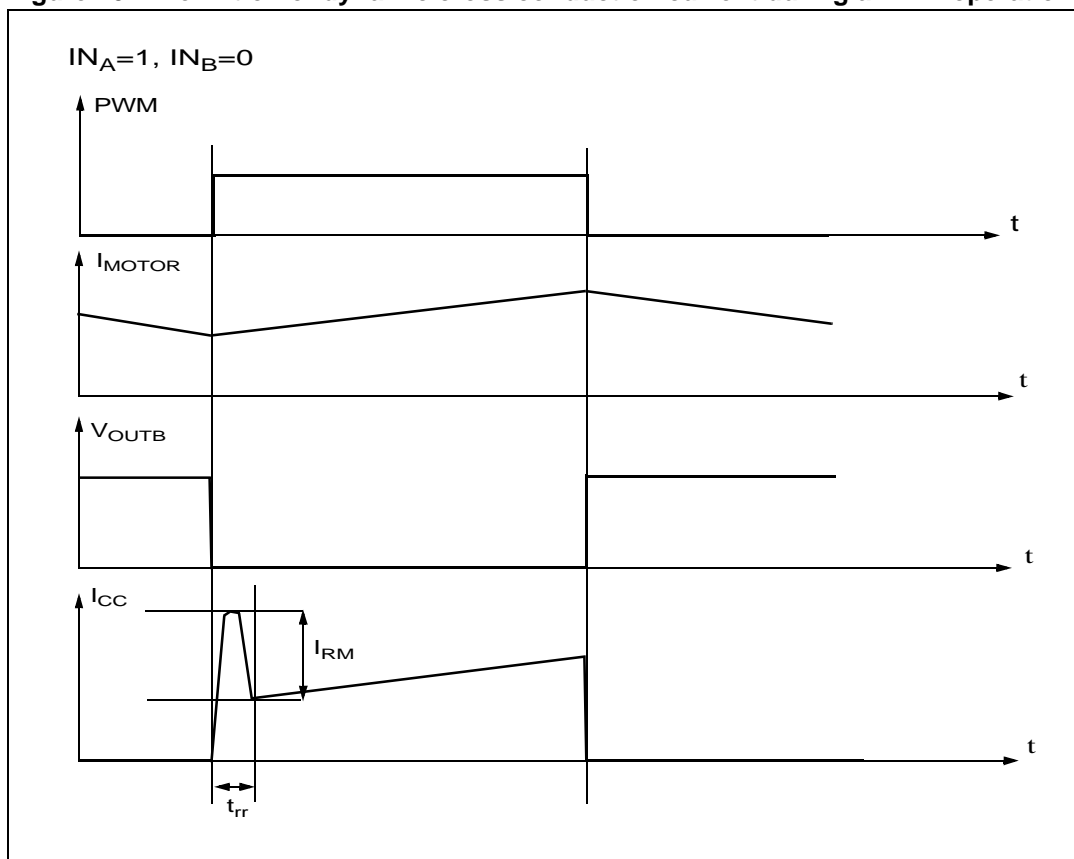 IN_A=1, IN_B=0
PWM
t
I_MOTOR
t
V_OUTB
t
I_CC
I_RM
t
t_rr